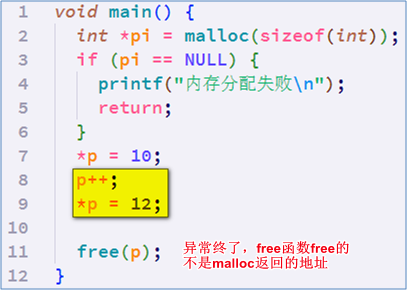 1 void main() {
2 int *pi = malloc(sizeof(int));
3 if (pi == NULL) {
4 printf("内存分配失败\n");
5 return;
6 }
7 *p = 10;
8 p++;
9 *p = 12;
10
11 free(p); 异常终了，free函数free的
不是malloc返回的地址
12 }